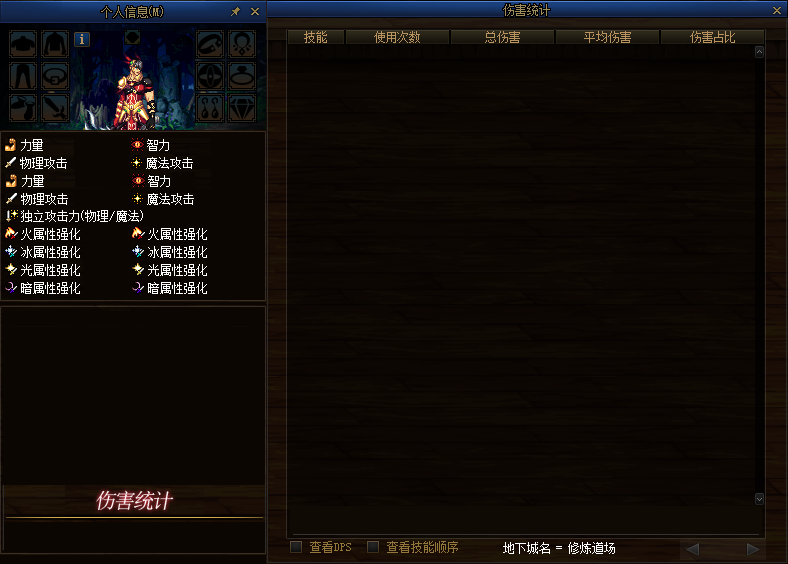 个人信息(M)
伤害统计
技能 使用次数 总伤害 平均伤害 伤害占比
力量 智力
物理攻击 魔法攻击
力量 智力
物理攻击 魔法攻击
独立攻击力(物理/魔法)
火属性强化 火属性强化
冰属性强化 冰属性强化
光属性强化 光属性强化
暗属性强化 暗属性强化
伤害统计
查看DPS 查看技能顺序 地下城名 = 修炼道场